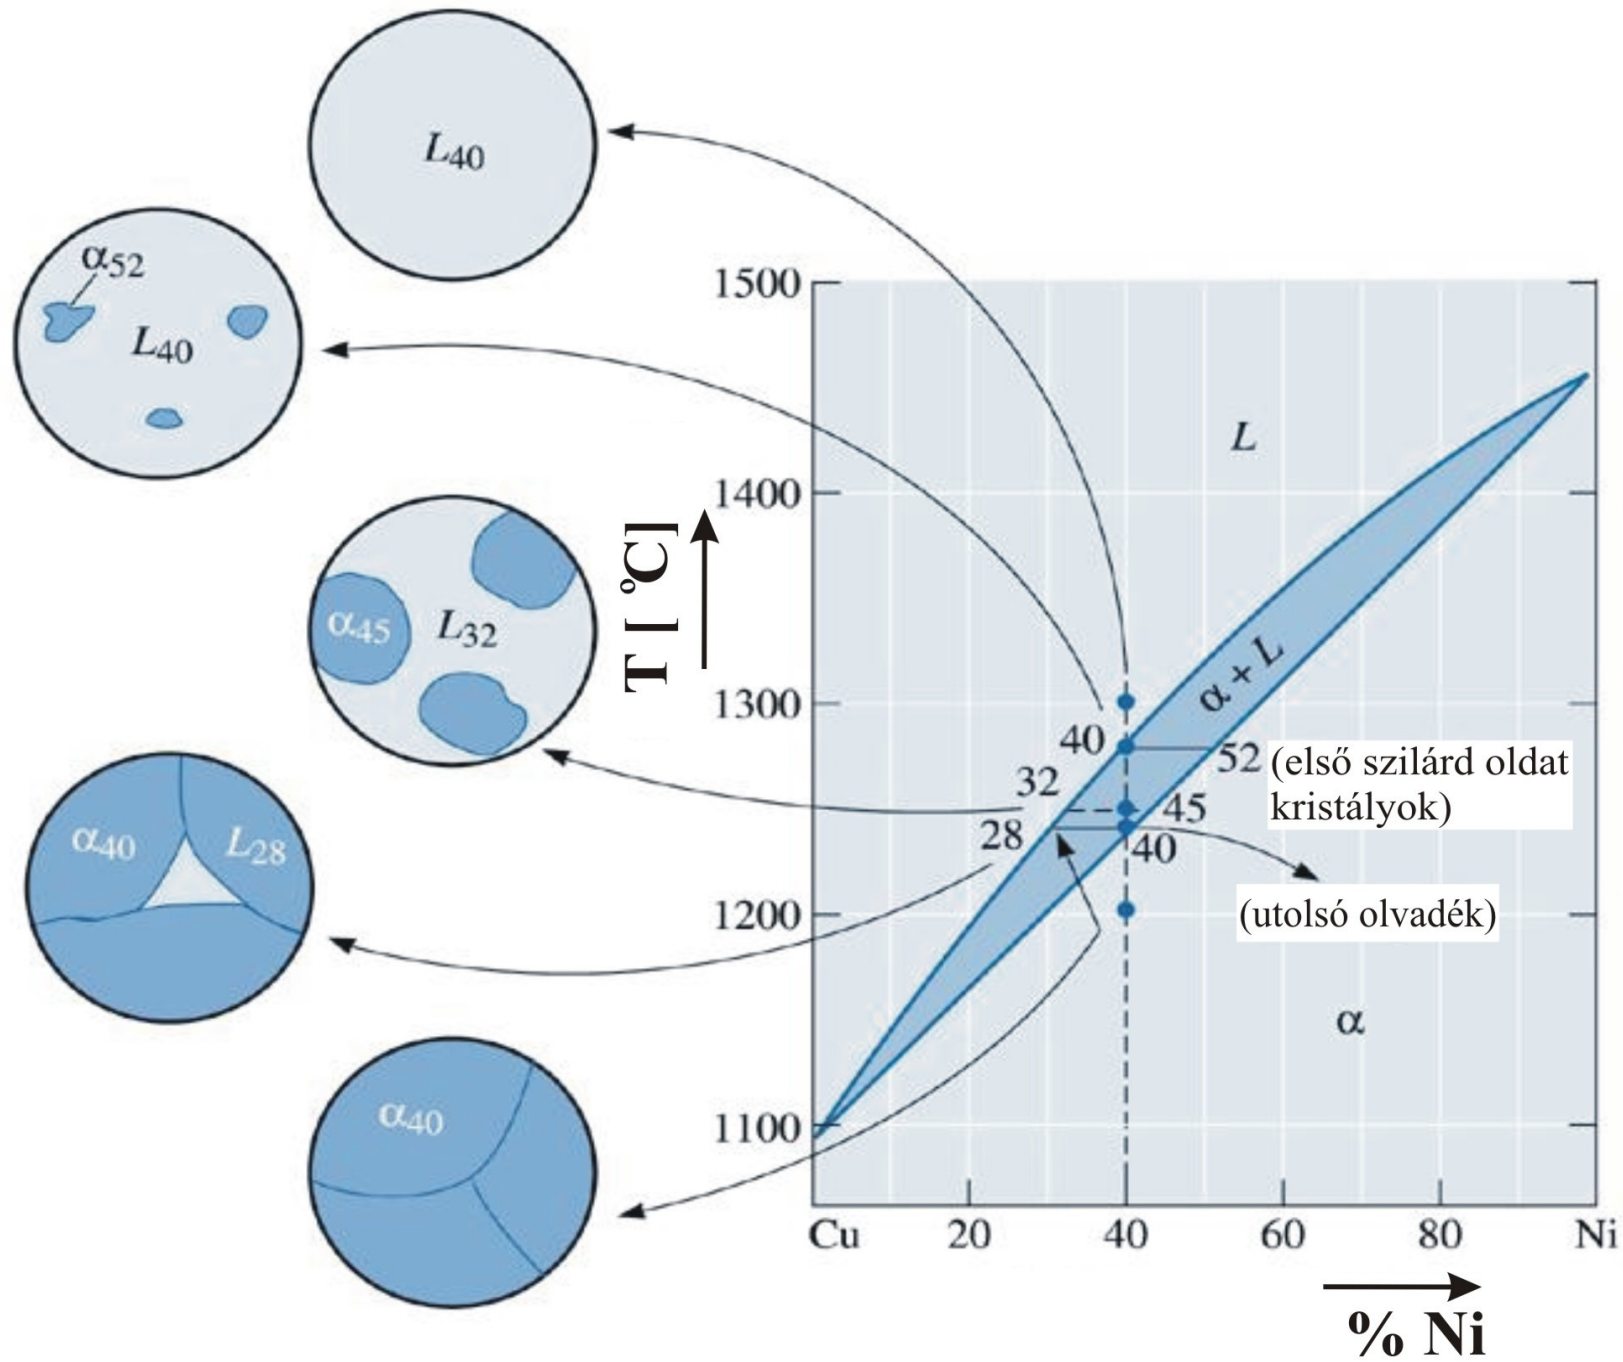 L40
α52
L40
α45
L32
α40
L28
α40
T [ °C]
1500
1400
1300
1200
1100
L
α + L
40
52
(első szilárd oldat
kristályok)
32
45
28
40
(utolsó olvadék)
α
Cu 20 40 60 80 Ni
% Ni